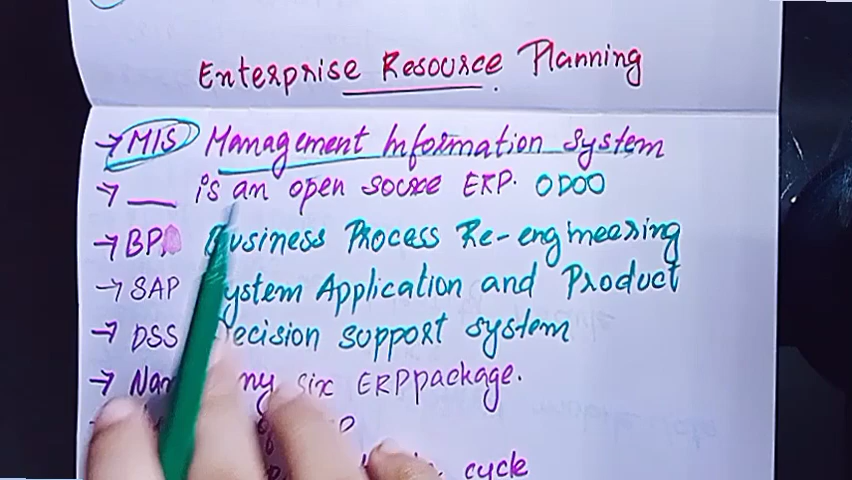 Enterprise Resource Planning
→ MIS Management Information System
→ ___ is an open source ERP. ODOO
→ BP Business Process Re-engineering
→ SAP System Application and Product
→ DSS Decision support system
→ Nam any six ERP package.
cycle